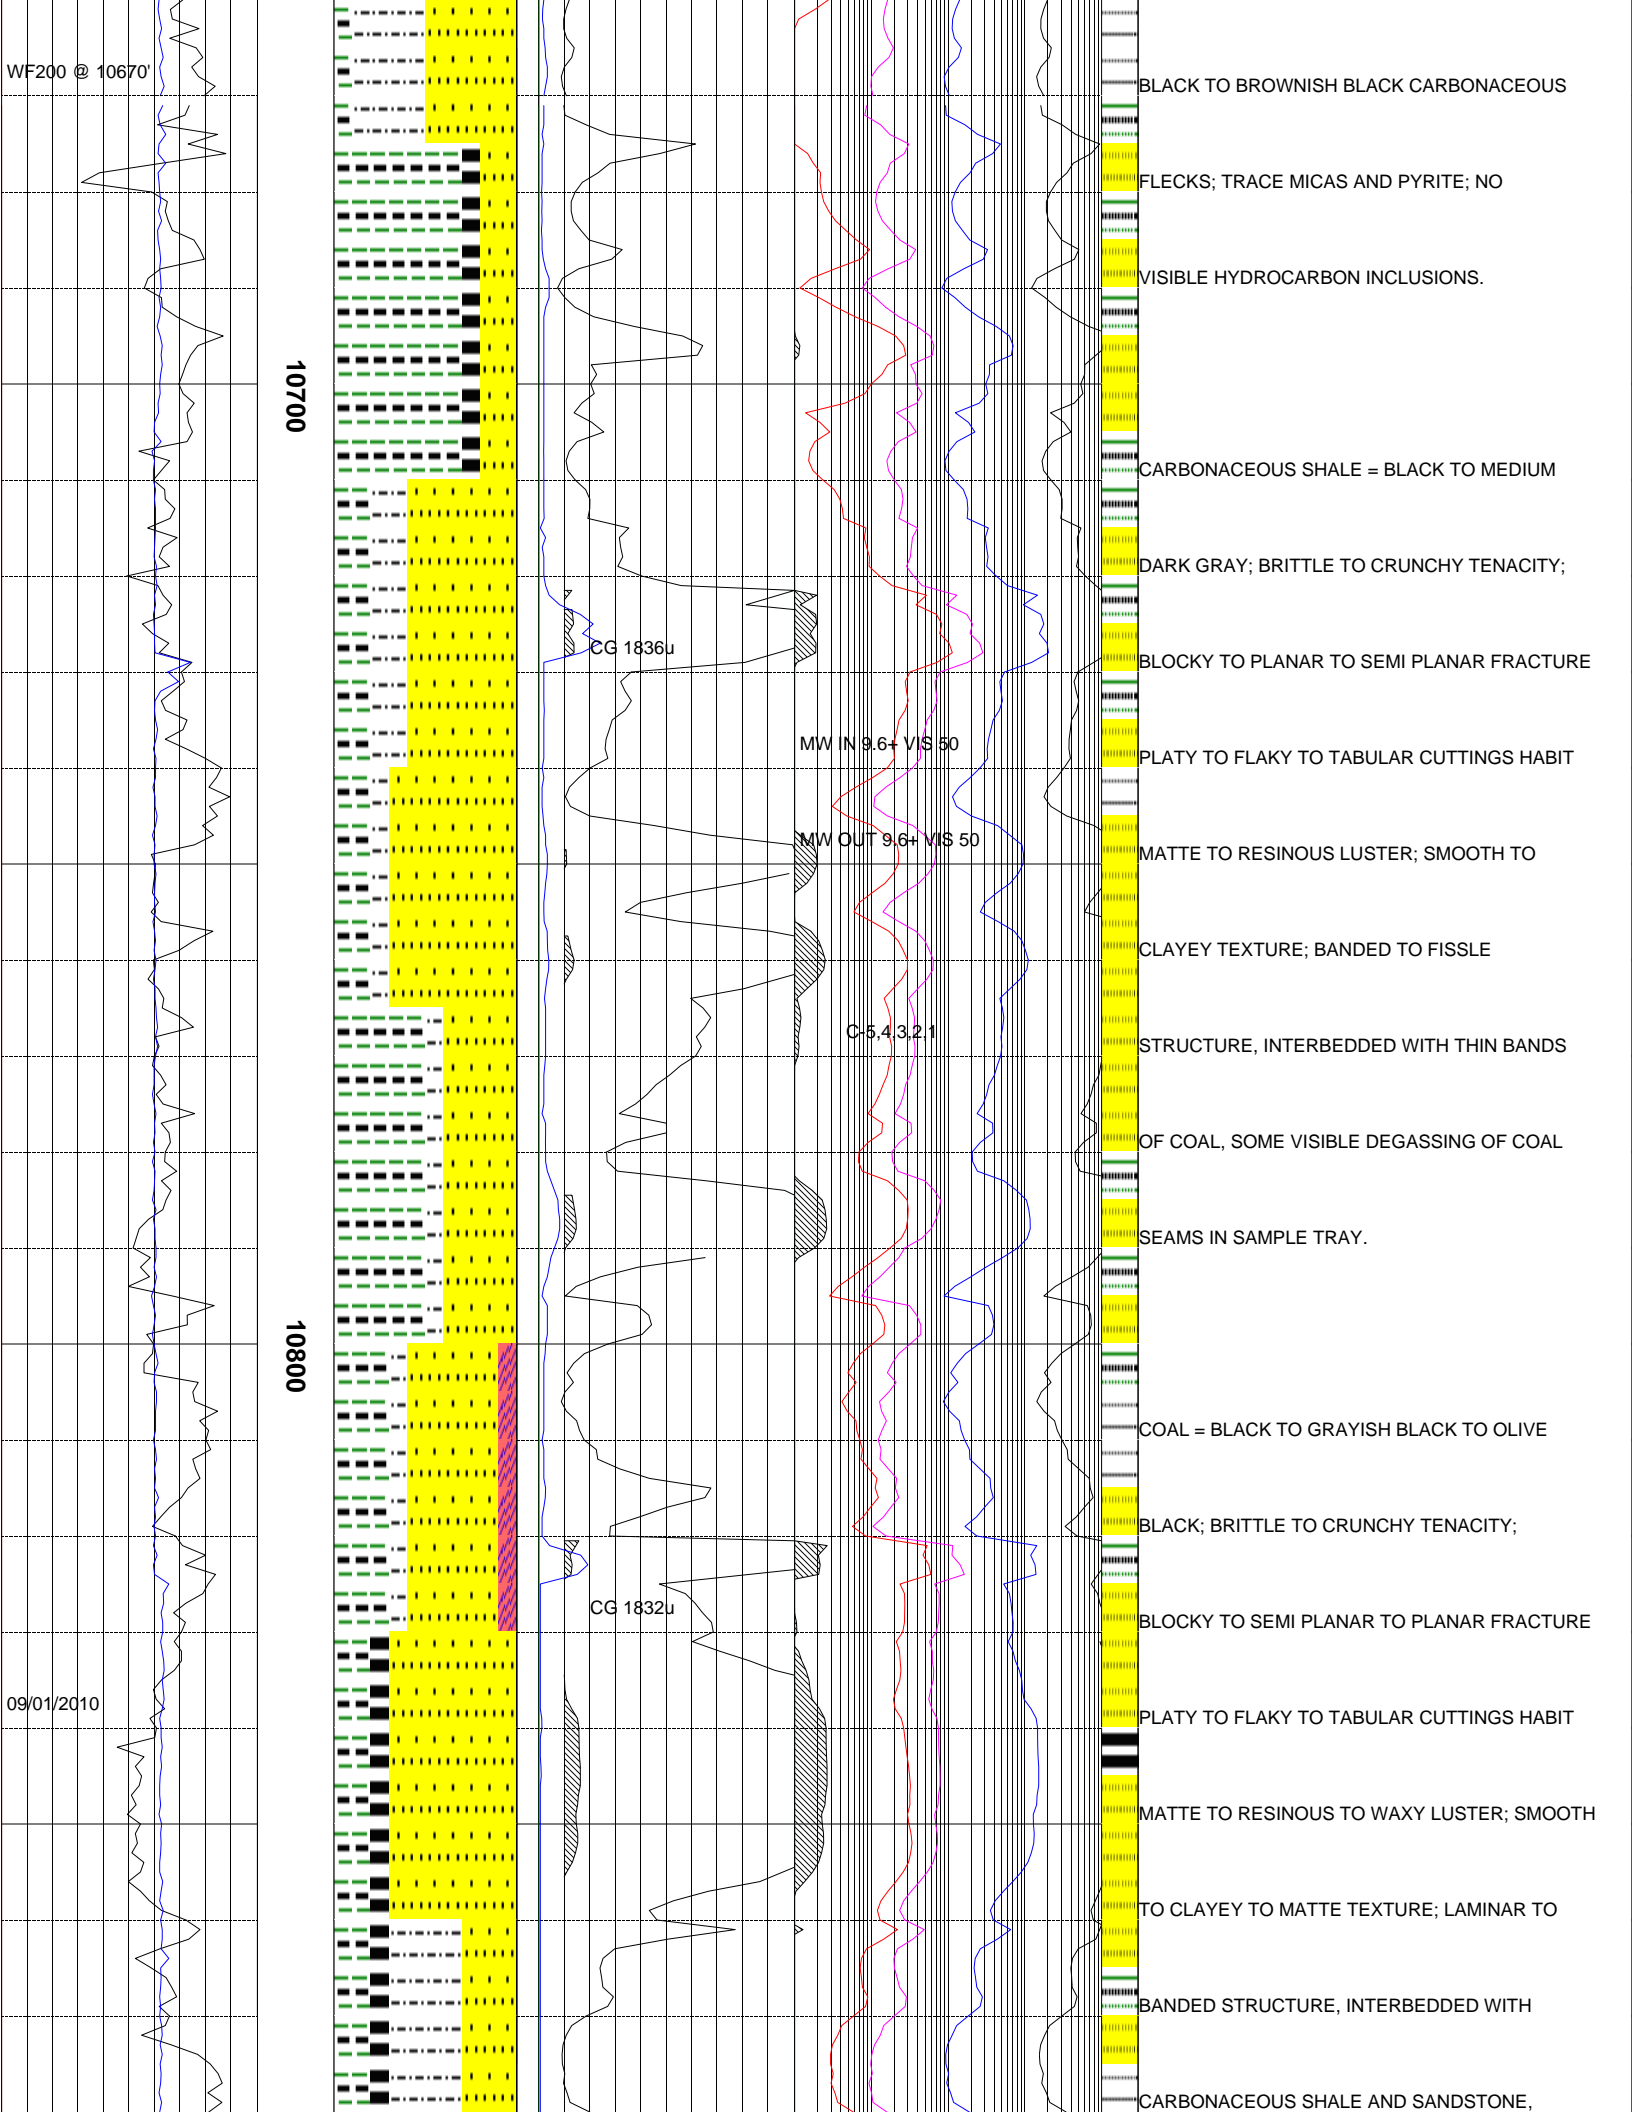 WF200 @ 10670'
BLACK TO BROWNISH BLACK CARBONACEOUS
FLECKS; TRACE MICAS AND PYRITE; NO
VISIBLE HYDROCARBON INCLUSIONS.
10700
CARBONACEOUS SHALE = BLACK TO MEDIUM
DARK GRAY; BRITTLE TO CRUNCHY TENACITY;
CG 1836u
BLOCKY TO PLANAR TO SEMI PLANAR FRACTURE
MW IN 9.6+ VIS 50
PLATY TO FLAKY TO TABULAR CUTTINGS HABIT
MW OUT 9.6+ VIS 50
MATTE TO RESINOUS LUSTER; SMOOTH TO
CLAYEY TEXTURE; BANDED TO FISSLE
C-5,4,3,2,1
STRUCTURE, INTERBEDDED WITH THIN BANDS
OF COAL, SOME VISIBLE DEGASSING OF COAL
SEAMS IN SAMPLE TRAY.
10800
COAL = BLACK TO GRAYISH BLACK TO OLIVE
BLACK; BRITTLE TO CRUNCHY TENACITY;
CG 1832u
BLOCKY TO SEMI PLANAR TO PLANAR FRACTURE
09/01/2010
PLATY TO FLAKY TO TABULAR CUTTINGS HABIT
MATTE TO RESINOUS TO WAXY LUSTER; SMOOTH
TO CLAYEY TO MATTE TEXTURE; LAMINAR TO
BANDED STRUCTURE, INTERBEDDED WITH
CARBONACEOUS SHALE AND SANDSTONE,